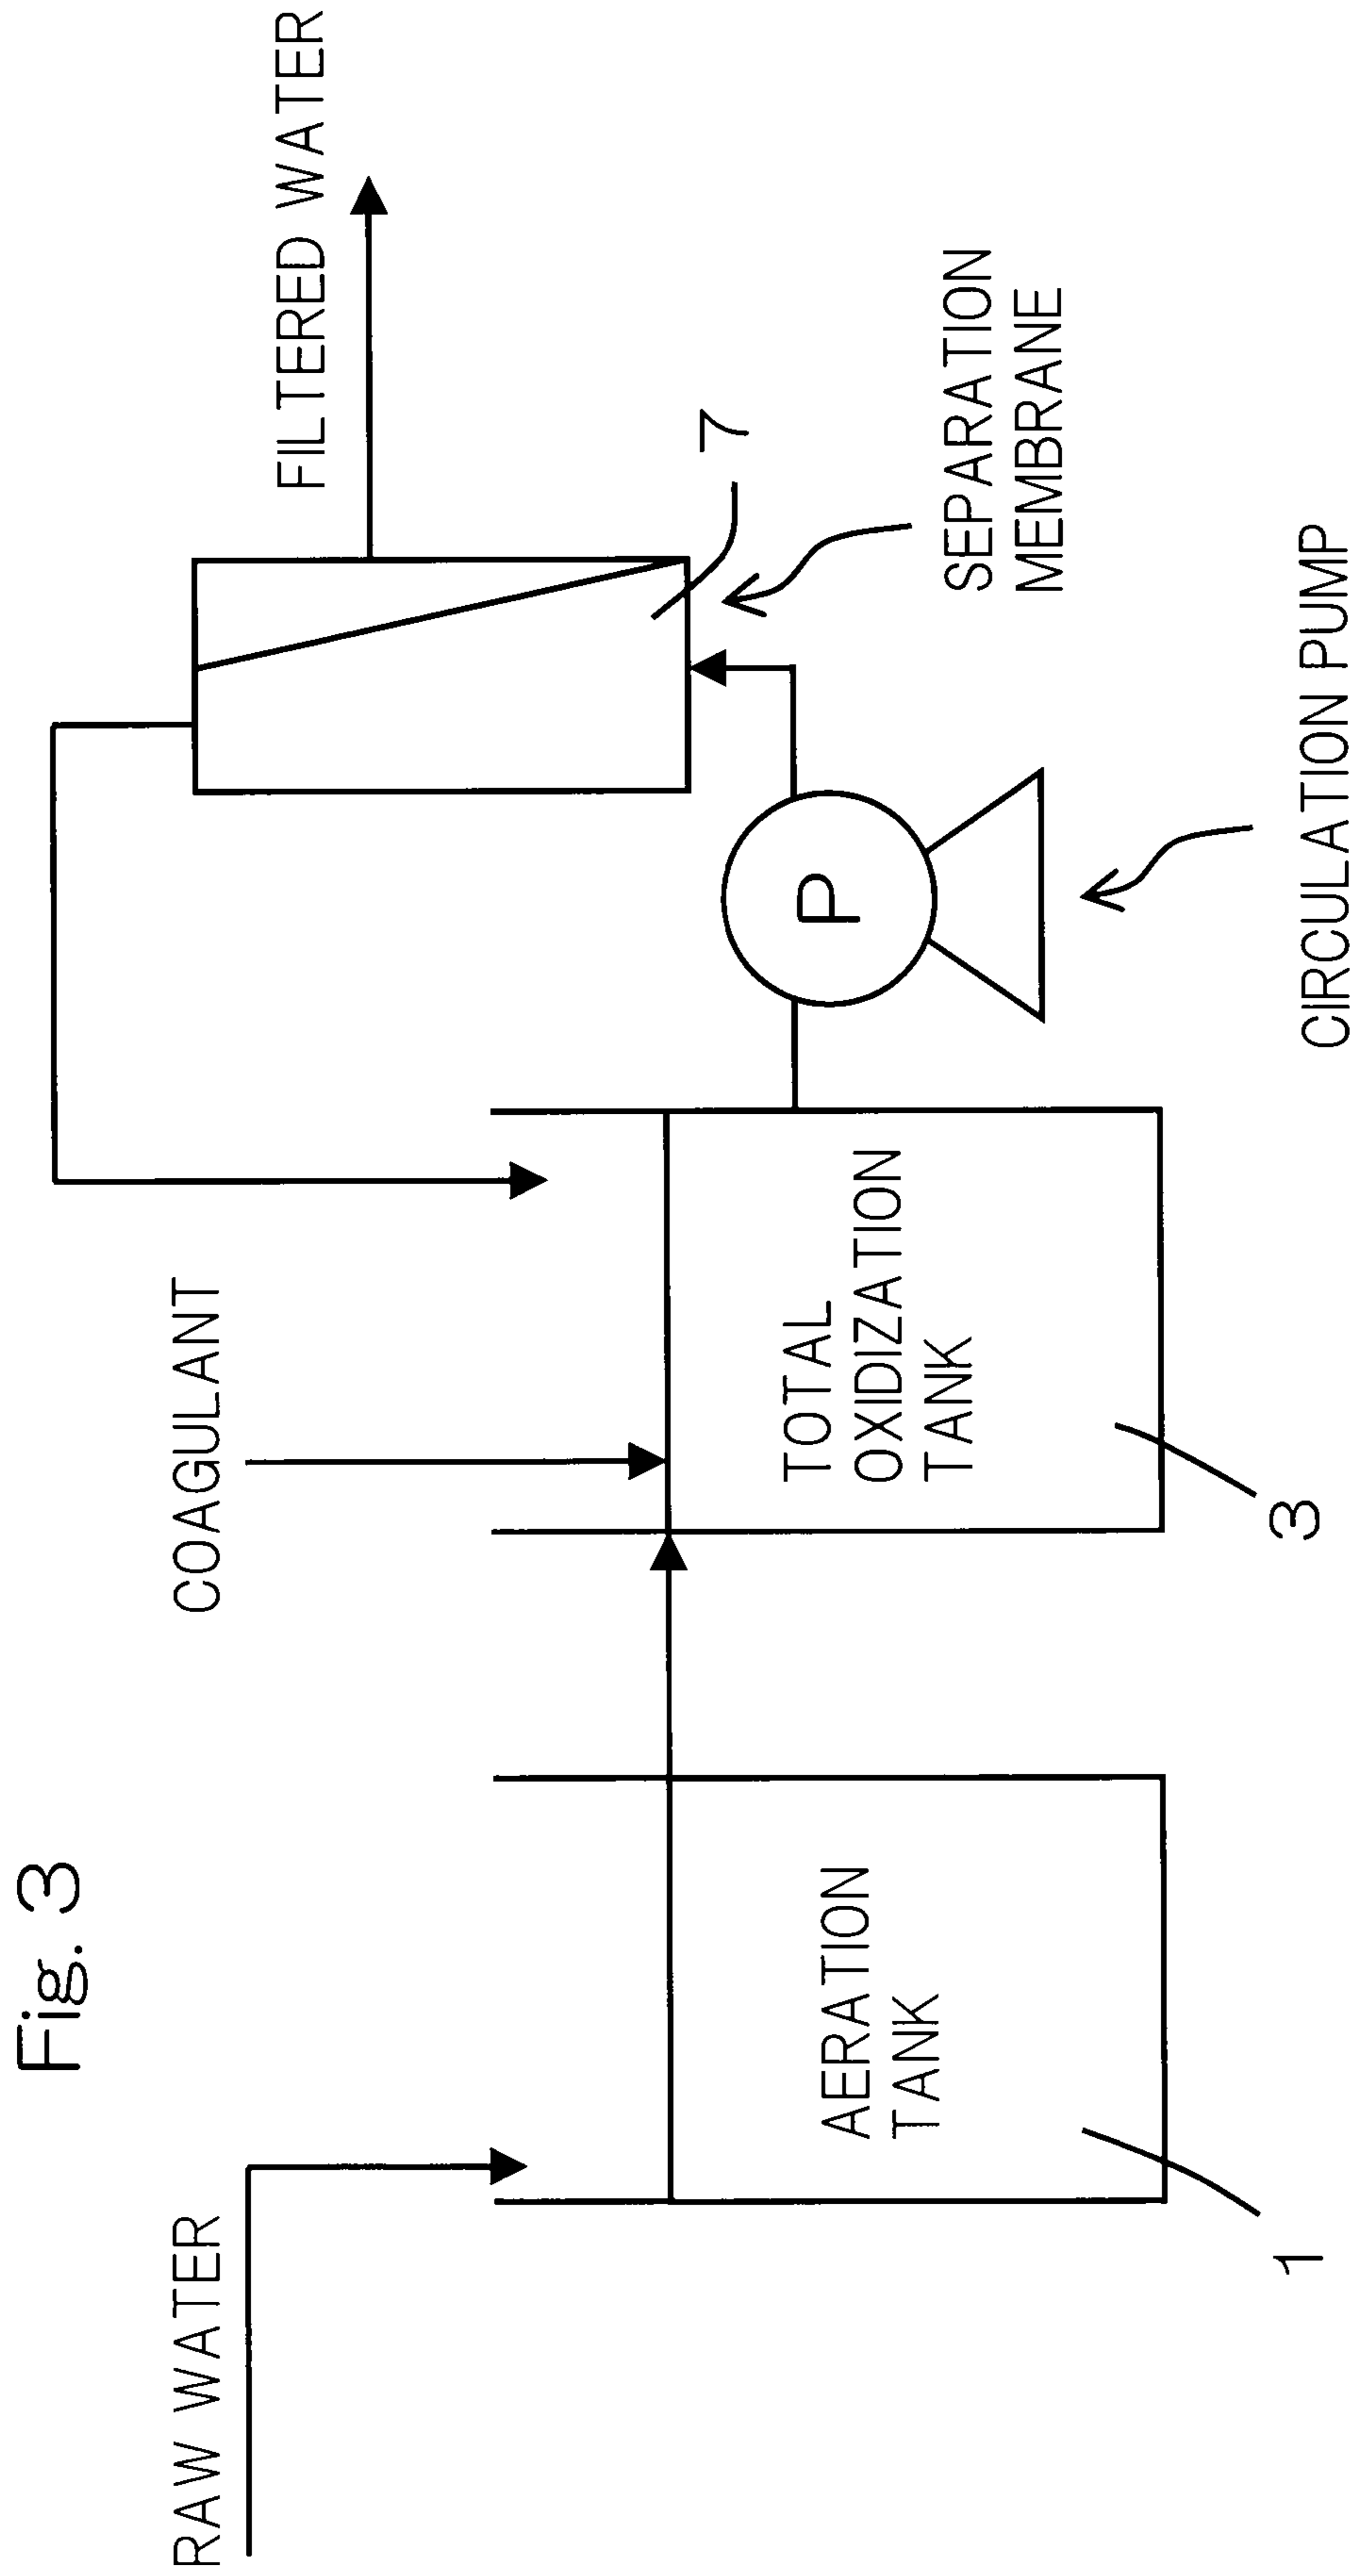 Fig. 3
RAW WATER
COAGULANT
FILTERED WATER
AERATION
TANK
1
TOTAL
OXIDIZATION
TANK
3
P
7
SEPARATION
MEMBRANE
CIRCULATION PUMP